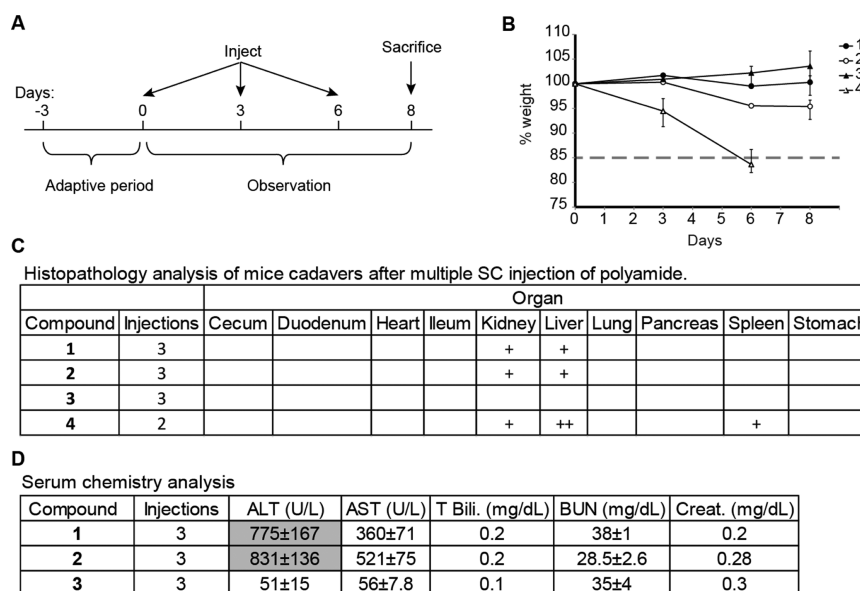 A
Inject
Sacrifice
Days:
-3 0 3 6 8
Adaptive period
Observation
B
110
105
100
95
90
85
80
75
% weight
0 1 2 3 4 5 6 7 8
Days
1
2
3
4
C
Histopathology analysis of mice cadavers after multiple SC injection of polyamide.
Organ
Compound Injections Cecum Duodenum Heart Ileum Kidney Liver Lung Pancreas Spleen Stomach
1 3 + +
2 3 + +
3 3
4 2 + ++ +
D
Serum chemistry analysis
Compound Injections ALT (U/L) AST (U/L) T Bili. (mg/dL) BUN (mg/dL) Creat. (mg/dL)
1 3 775±167 360±71 0.2 38±1 0.2
2 3 831±136 521±75 0.2 28.5±2.6 0.28
3 3 51±15 56±7.8 0.1 35±4 0.3